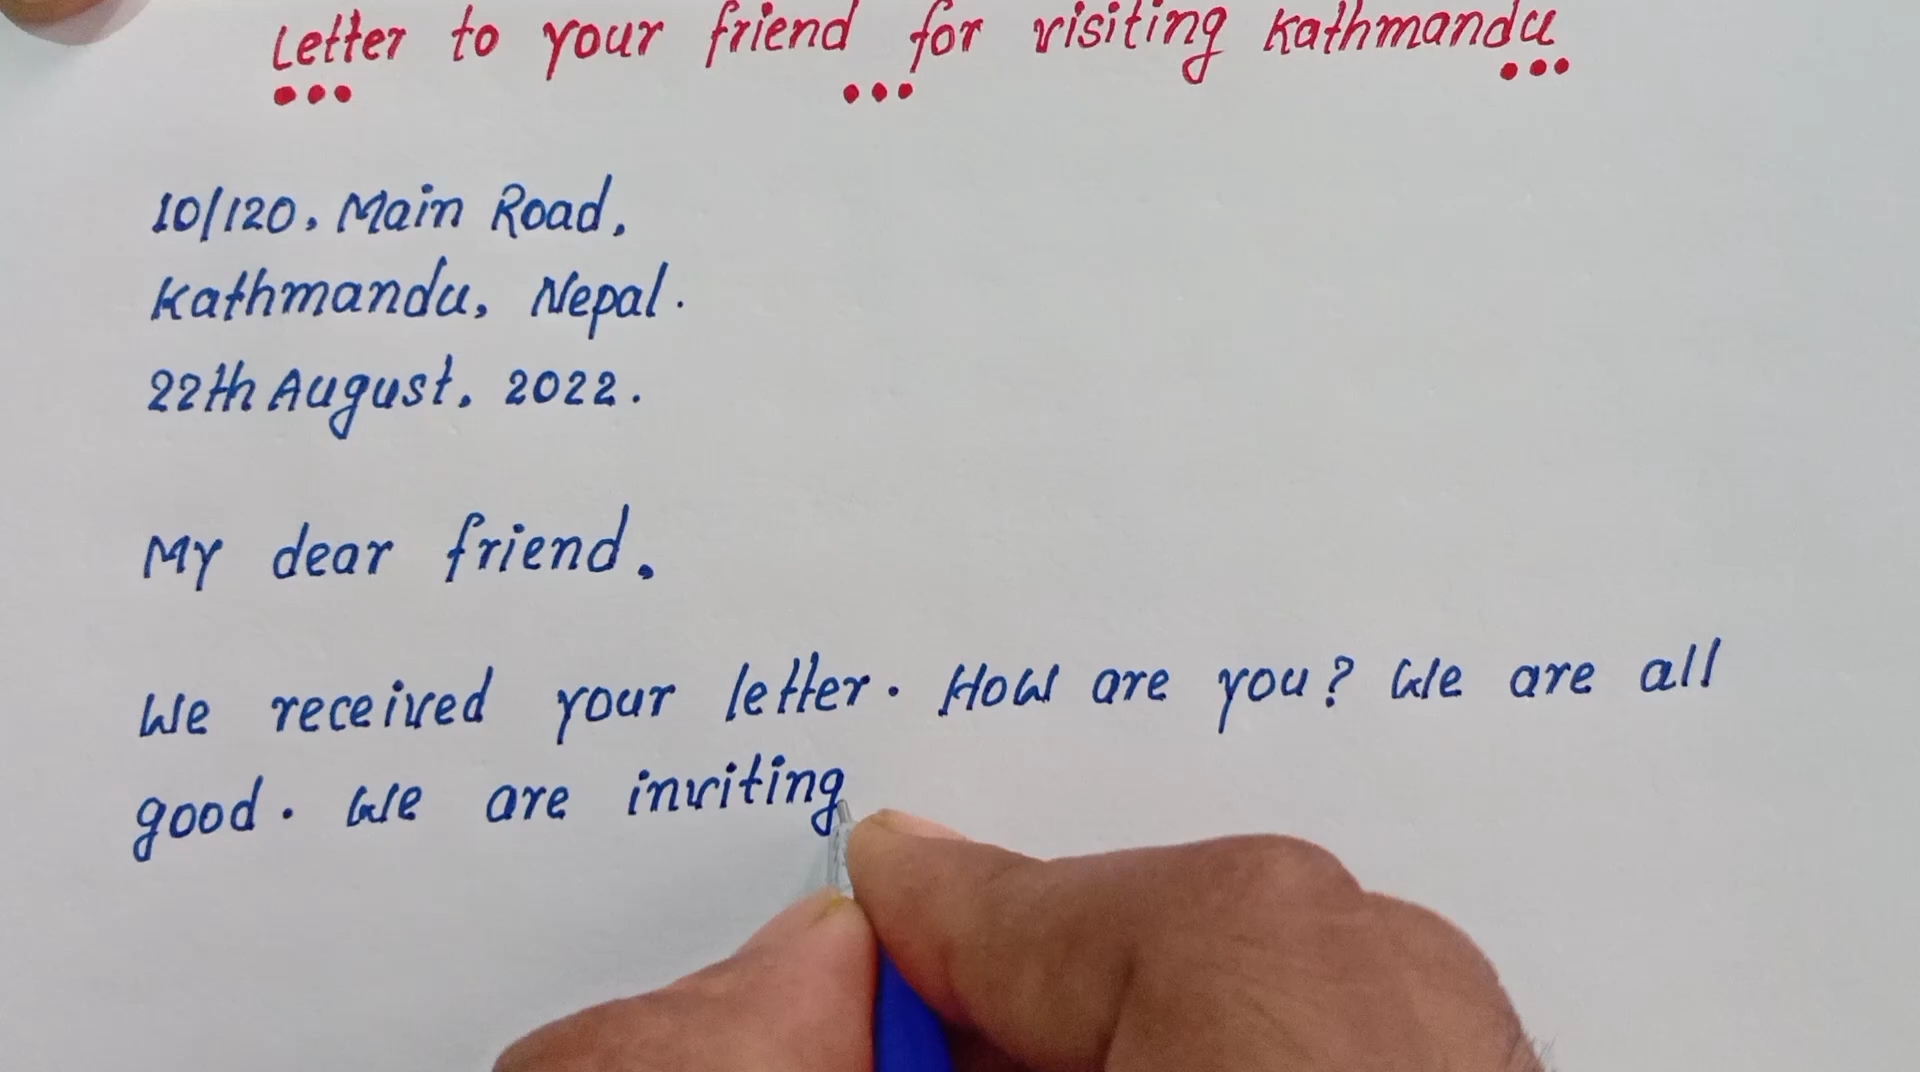 Letter to your friend for visiting Kathmandu
10/120, Main Road,
Kathmandu, Nepal.
22th August, 2022.
My dear friend,
We received your letter. How are you? We are all
good. We are inviting